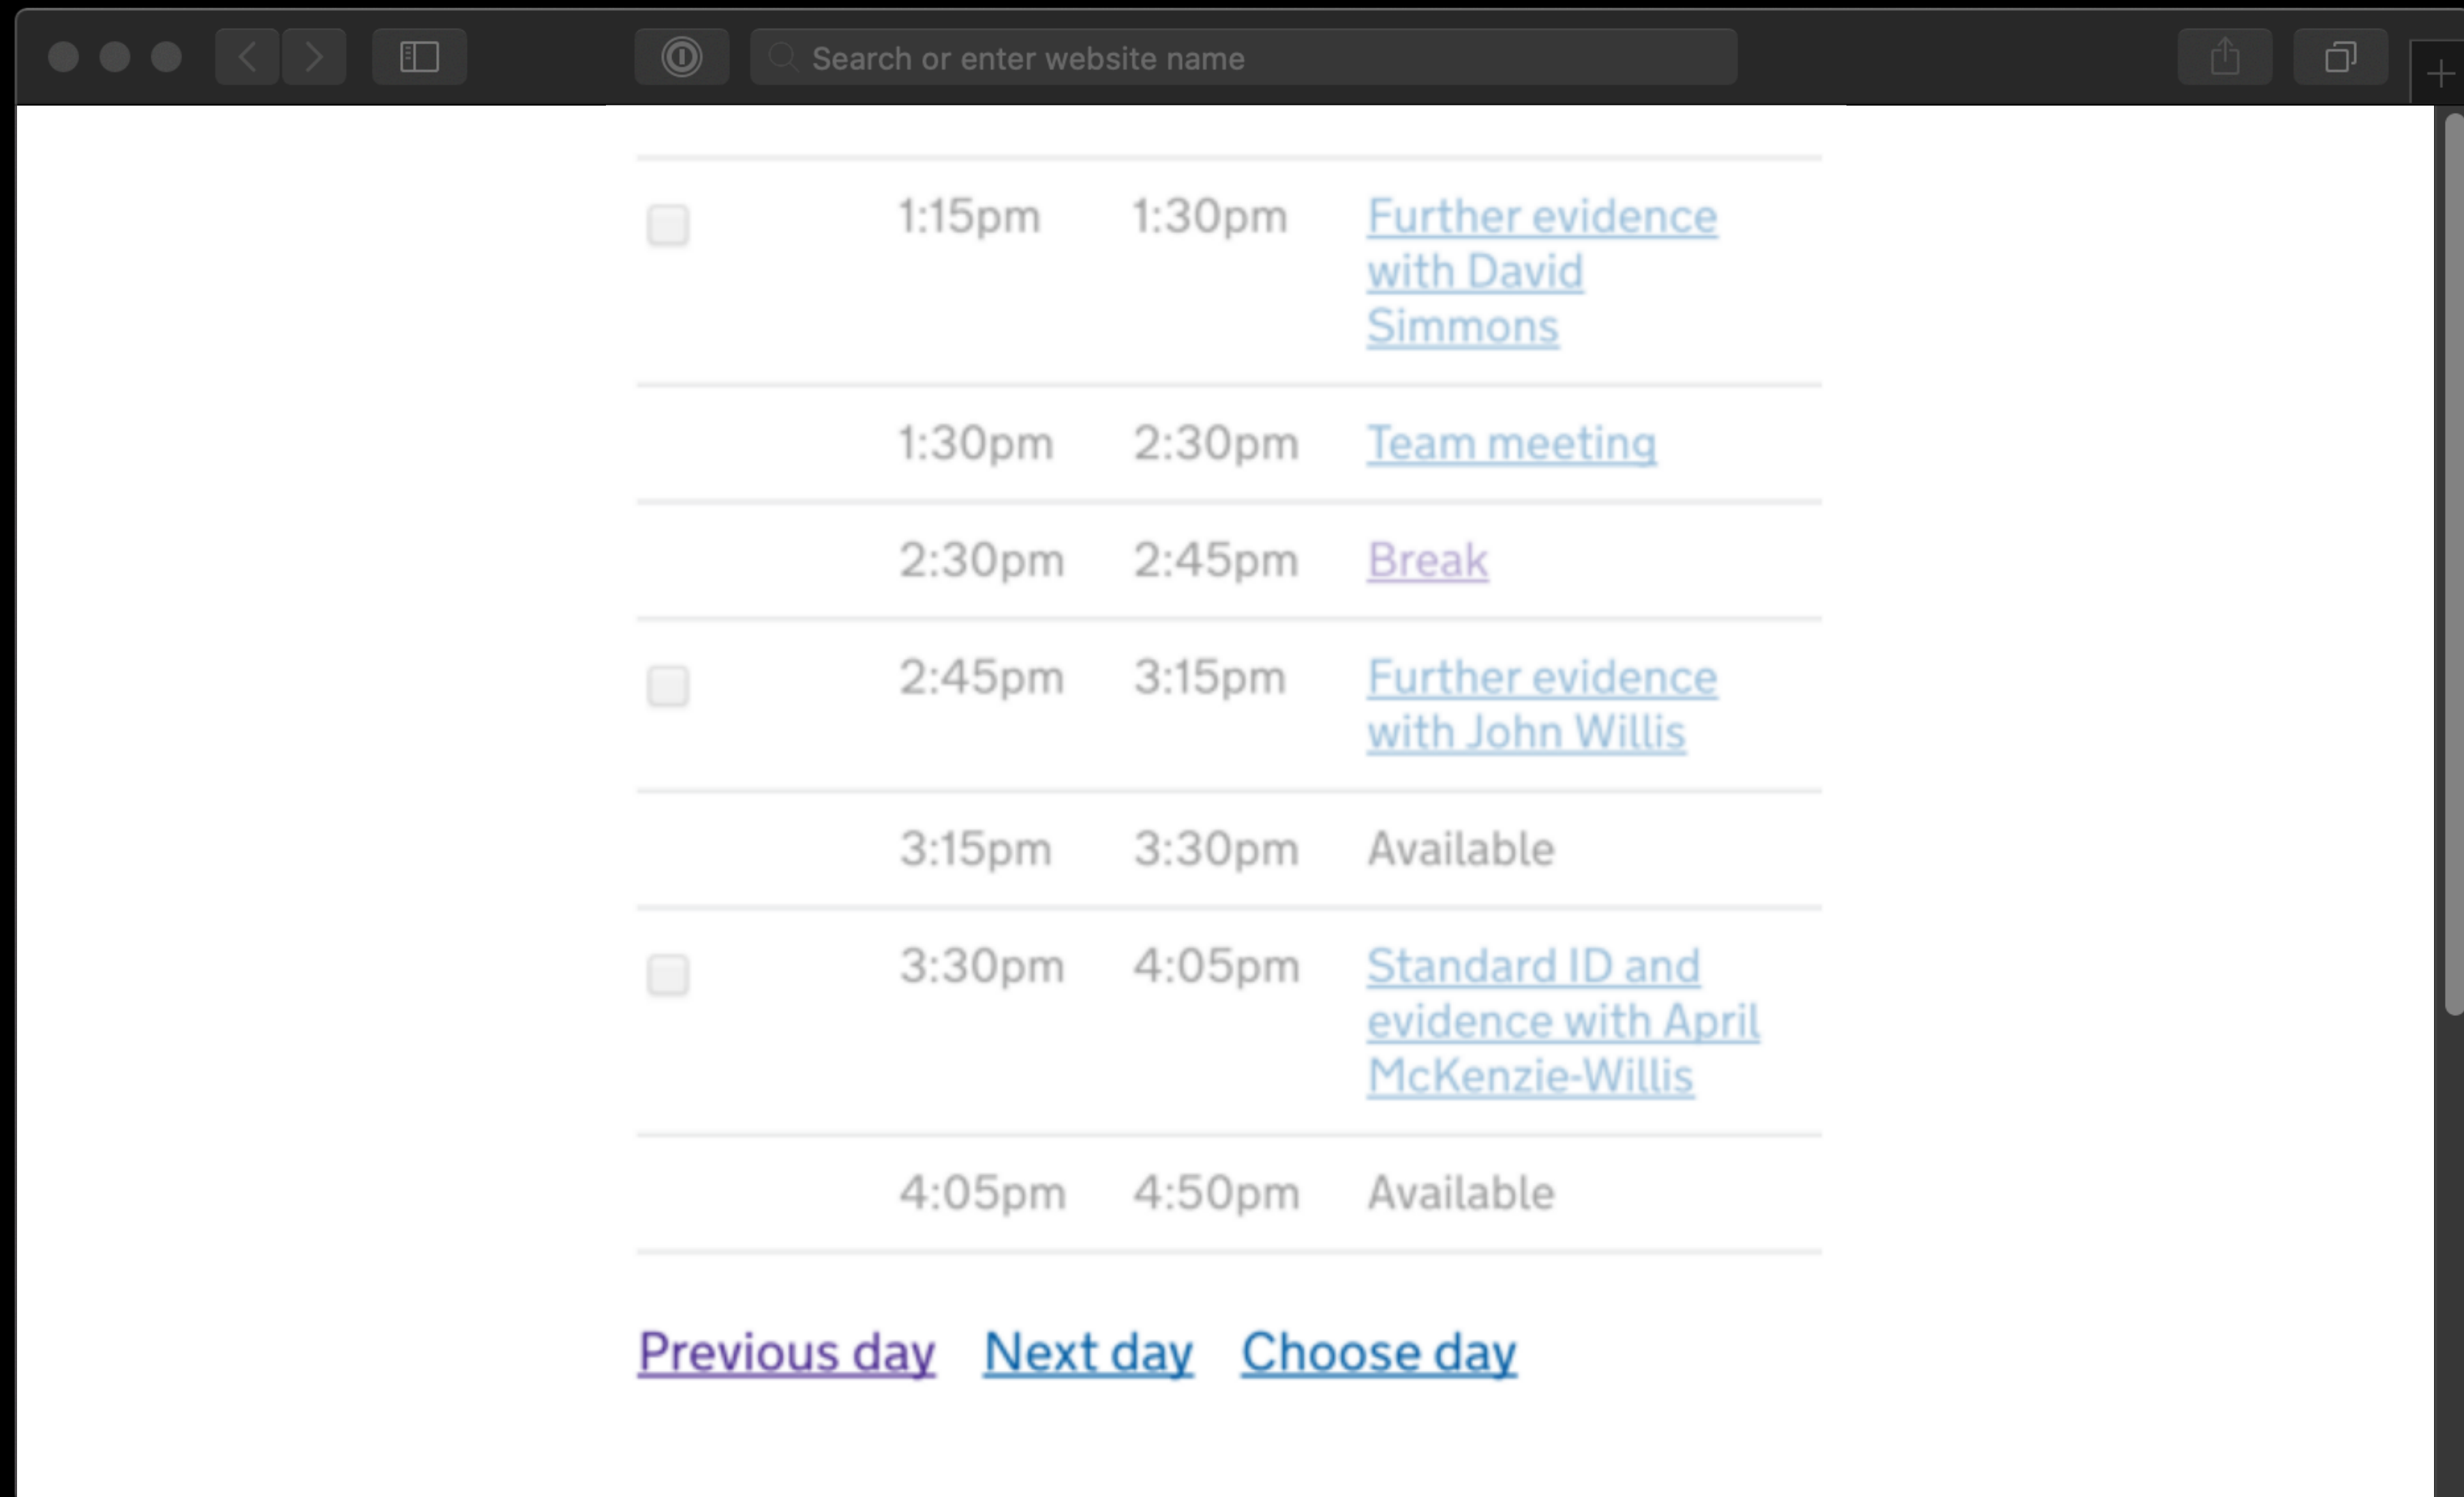 Search or enter website name
1:15pm 1:30pm Further evidence
with David
Simmons
1:30pm 2:30pm Team meeting
2:30pm 2:45pm Break
2:45pm 3:15pm Further evidence
with John Willis
3:15pm 3:30pm Available
3:30pm 4:05pm Standard ID and
evidence with April
McKenzie-Willis
4:05pm 4:50pm Available
Previous day Next day Choose day